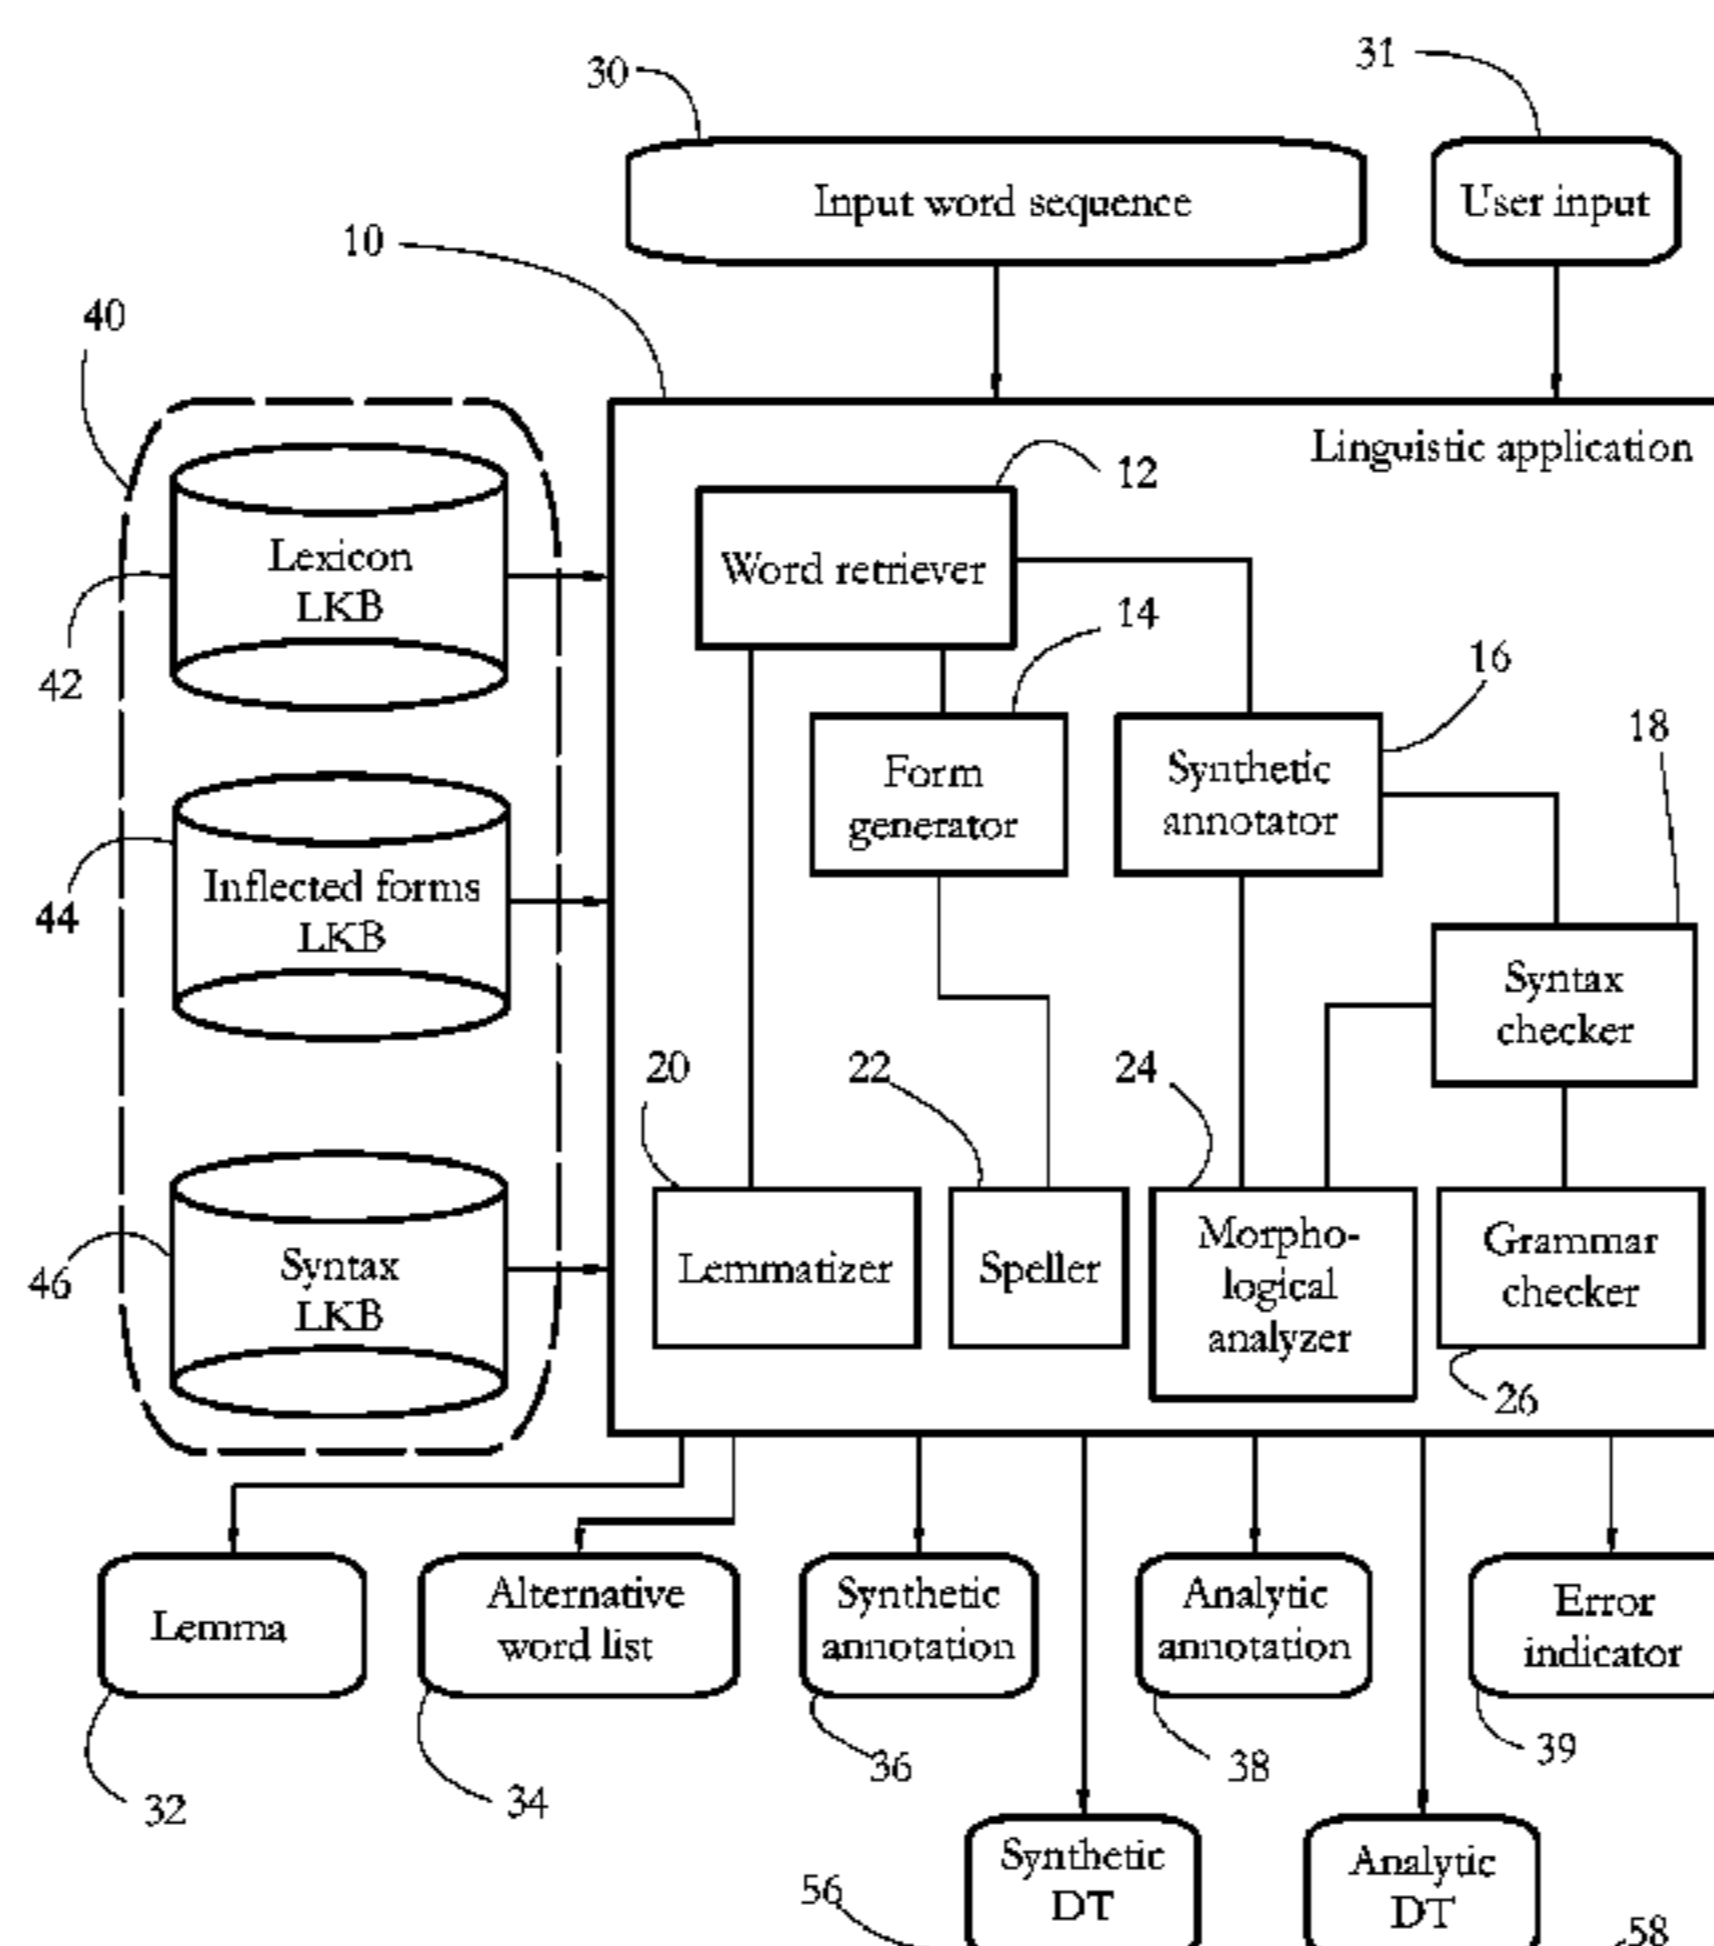 30
31
Input word sequence
User input
10
40
Linguistic application
12
Lexicon
LKB
Word retriever
14
42
16
18
Form
generator
Synthetic
annotator
Inflected forms
LKB
44
Syntax
checker
20
22
24
46
Syntax
LKB
Lemmatizer
Speller
Morpho-
logical
analyzer
Grammar
checker
26
Lemma
Alternative
word list
Synthetic
annotation
Analytic
annotation
Error
indicator
32
34
36
38
39
Synthetic
DT
Analytic
DT
56
58